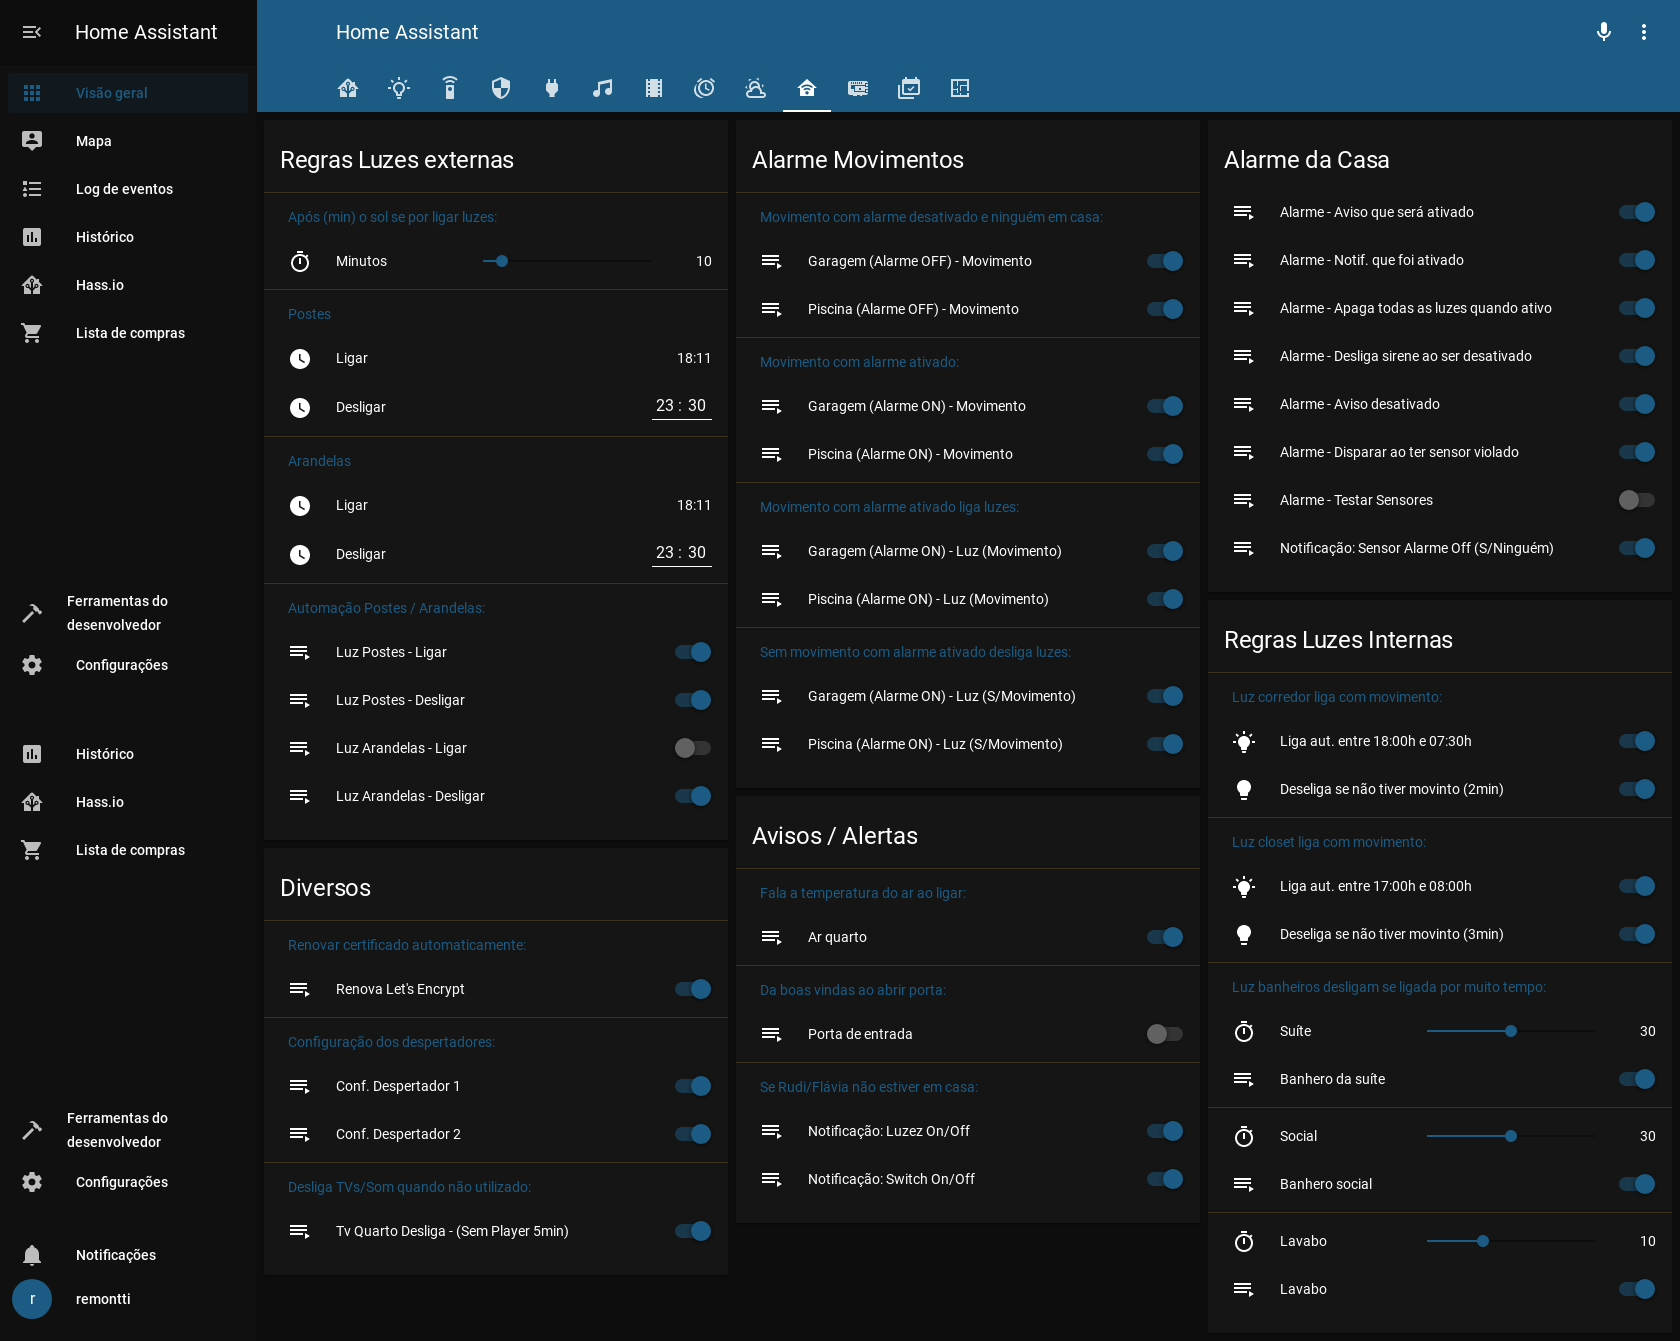 Home Assistant
Visão geral
Mapa
Log de eventos
Histórico
Hass.io
Lista de compras
Ferramentas do
desenvolvedor
Configurações
Histórico
Hass.io
Lista de compras
Ferramentas do
desenvolvedor
Configurações
Notificações
r
remontti
Home Assistant
Regras Luzes externas
Após (min) o sol se por ligar luzes:
Minutos 10
Postes
Ligar 18:11
Desligar 23 : 30
Arandelas
Ligar 18:11
Desligar 23 : 30
Automação Postes / Arandelas:
Luz Postes - Ligar
Luz Postes - Desligar
Luz Arandelas - Ligar
Luz Arandelas - Desligar
Diversos
Renovar certificado automaticamente:
Renova Let's Encrypt
Configuração dos despertadores:
Conf. Despertador 1
Conf. Despertador 2
Desliga TVs/Som quando não utilizado:
Tv Quarto Desliga - (Sem Player 5min)
Alarme Movimentos
Movimento com alarme desativado e ninguém em casa:
Garagem (Alarme OFF) - Movimento
Piscina (Alarme OFF) - Movimento
Movimento com alarme ativado:
Garagem (Alarme ON) - Movimento
Piscina (Alarme ON) - Movimento
Movimento com alarme ativado liga luzes:
Garagem (Alarme ON) - Luz (Movimento)
Piscina (Alarme ON) - Luz (Movimento)
Sem movimento com alarme ativado desliga luzes:
Garagem (Alarme ON) - Luz (S/Movimento)
Piscina (Alarme ON) - Luz (S/Movimento)
Avisos / Alertas
Fala a temperatura do ar ao ligar:
Ar quarto
Da boas vindas ao abrir porta:
Porta de entrada
Se Rudi/Flávia não estiver em casa:
Notificação: Luzez On/Off
Notificação: Switch On/Off
Alarme da Casa
Alarme - Aviso que será ativado
Alarme - Notif. que foi ativado
Alarme - Apaga todas as luzes quando ativo
Alarme - Desliga sirene ao ser desativado
Alarme - Aviso desativado
Alarme - Disparar ao ter sensor violado
Alarme - Testar Sensores
Notificação: Sensor Alarme Off (S/Ninguém)
Regras Luzes Internas
Luz corredor liga com movimento:
Liga aut. entre 18:00h e 07:30h
Deseliga se não tiver movinto (2min)
Luz closet liga com movimento:
Liga aut. entre 17:00h e 08:00h
Deseliga se não tiver movinto (3min)
Luz banheiros desligam se ligada por muito tempo:
Suíte 30
Banhero da suíte
Social 30
Banhero social
Lavabo 10
Lavabo